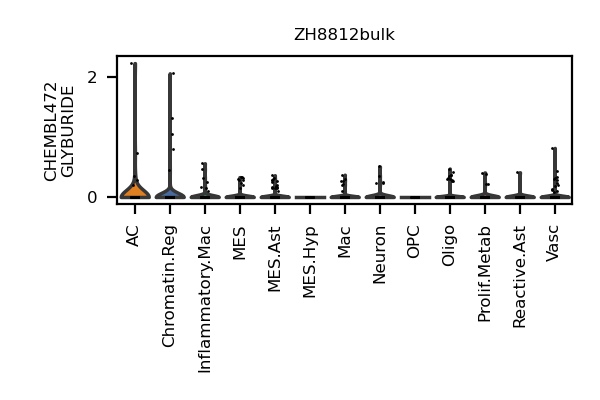 ZH8812bulk
CHEMBL472
GLYBURIDE
2
0
AC
Chromatin.Reg
Inflammatory.Mac
MES
MES.Ast
MES.Hyp
Mac
Neuron
OPC
Oligo
Prolif.Metab
Reactive.Ast
Vasc